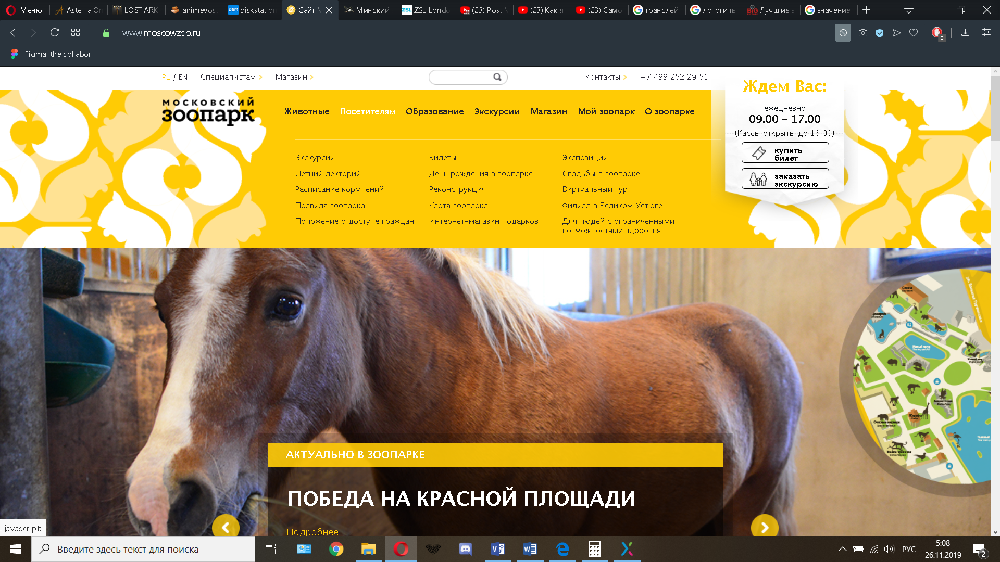 Меню
Astellia On
LOST ARK
animevost
diskstation
Сайт М
Минский
ZSL Londo
(23) Post M
(23) Как я
(23) Само
транслейт
логотипы
Лучшие з
значение
www.moscowzoo.ru
5
Figma: the collabor...
RU / EN Специалистам Магазин Контакты +7 499 252 29 51
МОСКОВСКИЙ
зоопарк
Животные Посетителям Образование Экскурсии Магазин Мой зоопарк О зоопарке
Ждем Вас:
ежедневно
09.00 - 17.00
(Кассы открыты до 16.00)
купить
билет
заказать
экскурсию
Экскурсии Билеты Экспозиции
Летний лекторий День рождения в зоопарке Свадьбы в зоопарке
Расписание кормлений Реконструкция Виртуальный тур
Правила зоопарка Карта зоопарка Филиал в Великом Устюге
Положение о доступе граждан Интернет-магазин подарков Для людей с ограниченными
возможностями здоровья
АКТУАЛЬНО В ЗООПАРКЕ
ПОБЕДА НА КРАСНОЙ ПЛОЩАДИ
Подробнее...
javascript:
Введите здесь текст для поиска
РУС
5:08
26.11.2019
2